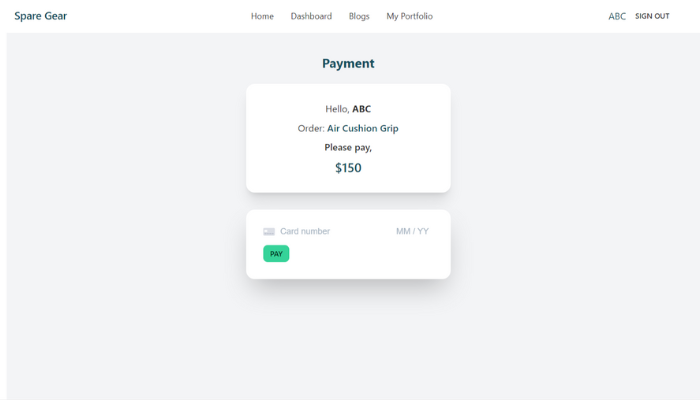 Spare Gear
Home Dashboard Blogs My Portfolio
ABC SIGN OUT
Payment
Hello, ABC
Order: Air Cushion Grip
Please pay,
$150
Card number MM / YY
PAY